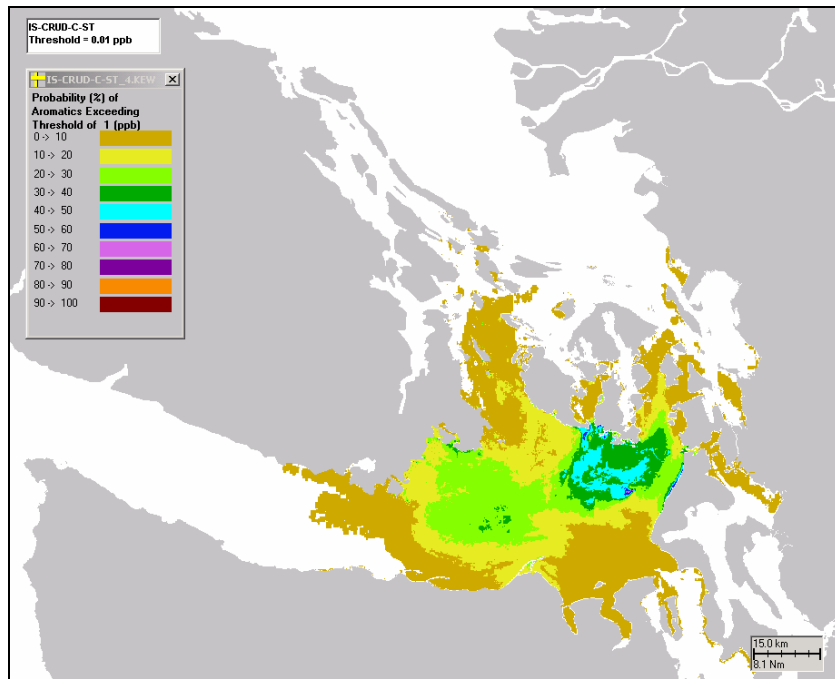 IS-CRUD-C-ST
Threshold = 0.01 ppb
IS-CRUD-C-ST_4.KEW
Probability (%) of
Aromatics Exceeding
Threshold of 1 (ppb)
0 -> 10
10 -> 20
20 -> 30
30 -> 40
40 -> 50
50 -> 60
60 -> 70
70 -> 80
80 -> 90
90 -> 100
15.0 km
8.1 Nm